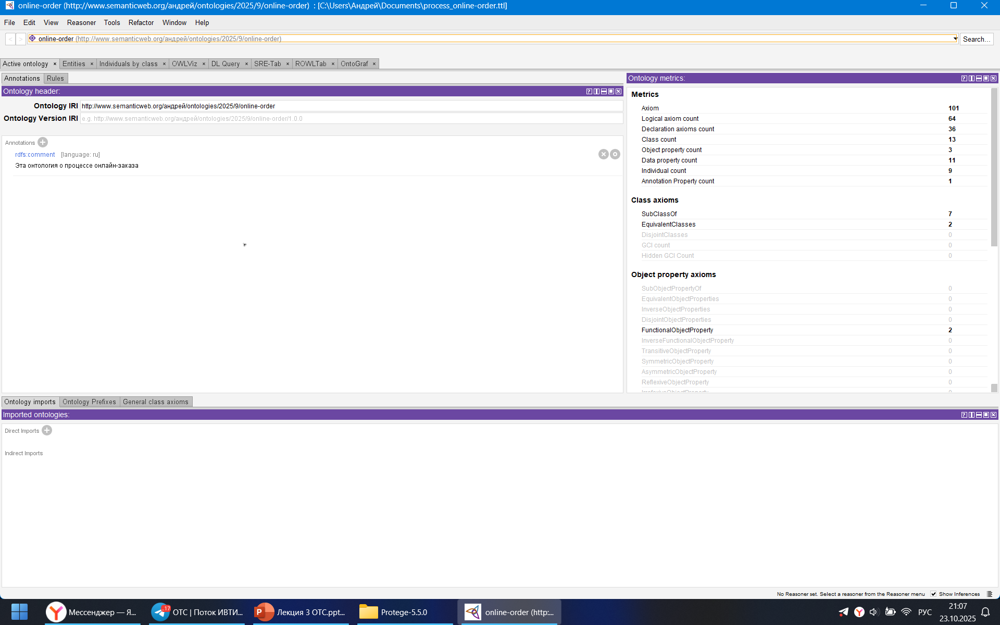 online-order (http://www.semanticweb.org/андрей/ontologies/2025/9/online-order) : [C:\Users\Андрей\Documents\process_online-order.ttl]
File Edit View Reasoner Tools Refactor Window Help
< > online-order (http://www.semanticweb.org/андрей/ontologies/2025/9/online-order) Search...
Active ontology × Entities × Individuals by class × OWLViz × DL Query × SRE-Tab × ROWLTab × OntoGraf ×
Annotations Rules
Ontology header:
Ontology IRI http://www.semanticweb.org/андрей/ontologies/2025/9/online-order
Ontology Version IRI e.g. http://www.semanticweb.org/андрей/ontologies/2025/9/online-order/1.0.0
Annotations
rdfs:comment [language: ru]
Эта онтология о процессе онлайн-заказа
Ontology metrics:
Metrics
Axiom 101
Logical axiom count 64
Declaration axioms count 36
Class count 13
Object property count 3
Data property count 11
Individual count 9
Annotation Property count 1
Class axioms
SubClassOf 7
EquivalentClasses 2
DisjointClasses 0
GCI count 0
Hidden GCI Count 0
Object property axioms
SubObjectPropertyOf 0
EquivalentObjectProperties 0
InverseObjectProperties 0
DisjointObjectProperties 0
FunctionalObjectProperty 2
InverseFunctionalObjectProperty 0
TransitiveObjectProperty 0
SymmetricObjectProperty 0
AsymmetricObjectProperty 0
ReflexiveObjectProperty 0
Ontology imports Ontology Prefixes General class axioms
Imported ontologies:
Direct Imports
Indirect Imports
No Reasoner set. Select a reasoner from the Reasoner menu Show Inferences
Мессенджер — Я... ..17 ОТС | Поток ИВТИ... Лекция 3 ОТС.ppt... Protege-5.5.0 online-order (http:... РУС 21:07
23.10.2025